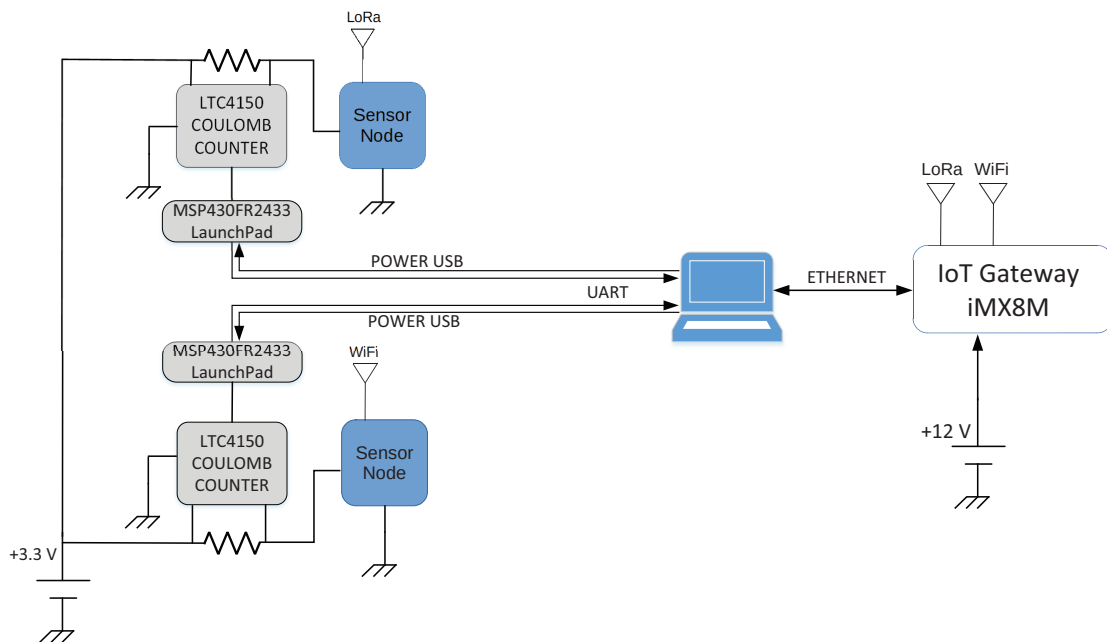 LoRa
LTC4150
COULOMB
COUNTER
Sensor
Node
MSP430FR2433
LaunchPad
POWER USB
UART
POWER USB
ETHERNET
LoRa
WiFi
IoT Gateway
iMX8M
MSP430FR2433
LaunchPad
WiFi
LTC4150
COULOMB
COUNTER
Sensor
Node
+12 V
+3.3 V